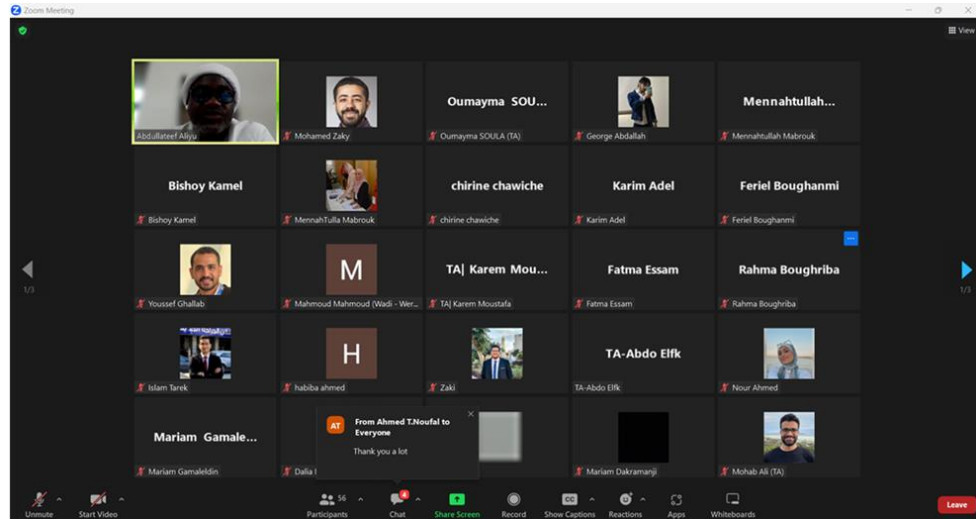 Zoom Meeting
View
Abdullateef Aliyu
Mohamed Zaky
Oumayma SOU...
Oumayma SOULA (TA)
George Abdallah
Mennahtullah...
Mennahtullah Mabrouk
Bishoy Kamel
Bishoy Kamel
MennahTulla Mabrouk
chirine chawiche
chirine chawiche
Karim Adel
Karim Adel
Feriel Boughanmi
Feriel Boughanmi
1/3
Youssef Ghallab
M
Mahmoud Mahmoud (Wadi - Wer...
TA| Karem Mou...
TA| Karem Moustafa
Fatma Essam
Fatma Essam
Rahma Boughriba
Rahma Boughriba
1/3
Islam Tarek
H
habiba ahmed
Zaki
TA-Abdo Elfk
TA-Abdo Elfk
Nour Ahmed
Mariam Gamale...
Mariam Gamaleldin
Dalia
AT
From Ahmed T.Noufal to
Everyone
Thank you a lot
Mariam Dakramanji
Mohab Ali (TA)
Unmute
Start Video
56
Participants
4
Chat
Share Screen
Record
CC
Show Captions
Reactions
Apps
Whiteboards
Leave